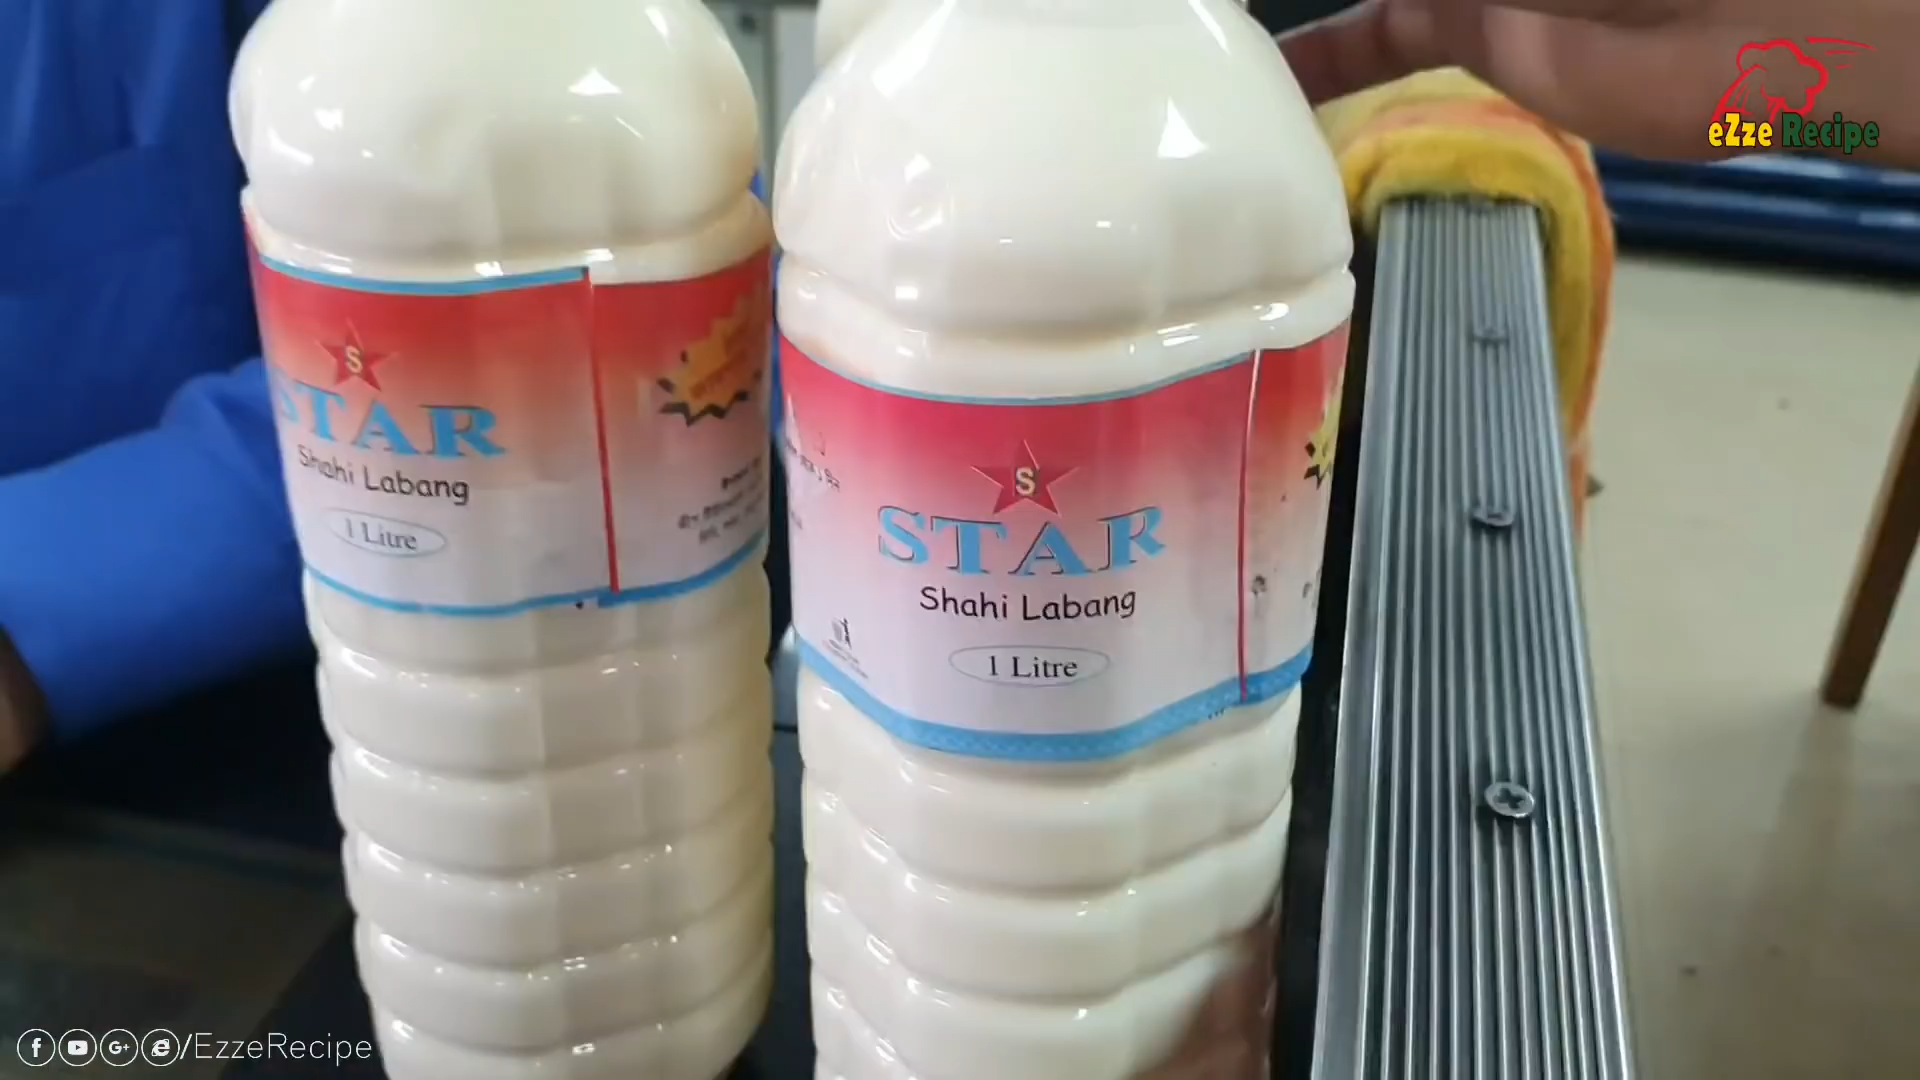 eZze Recipe
S
STAR
Shahi Labang
1 Litre
S
STAR
Shahi Labang
1 Litre
/EzzeRecipe